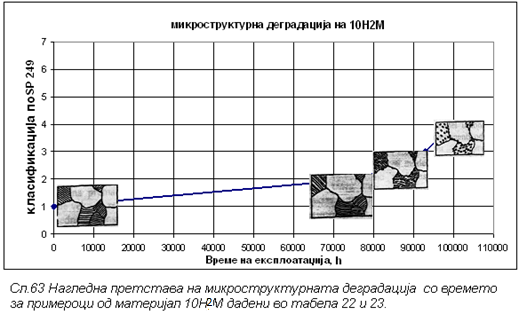 микроструктурна деградација на 10H2M
класификација поSP 249
7
6
5
4
3
2
1
0
0 10000 20000 30000 40000 50000 60000 70000 80000 90000 100000 110000
Време на експлоатација, h
Сл.63 Нагледна претстава на микроструктурната деградација со времето
за примероци од материјал 10H2M дадени во табела 22 и 23.